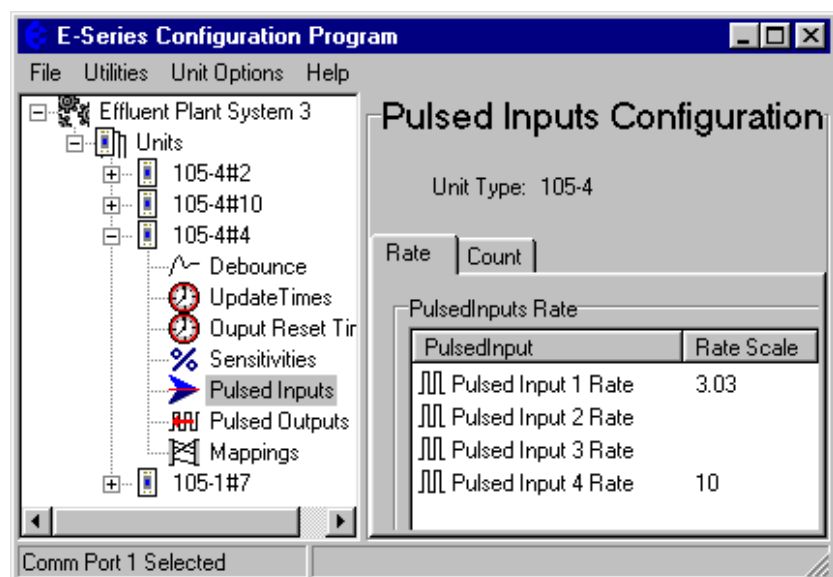 E-Series Configuration Program
File Utilities Unit Options Help
Effluent Plant System 3
Units
105-4#2
105-4#10
105-4#4
Debounce
UpdateTimes
Ouput Reset Tir
Sensitivities
Pulsed Inputs
Pulsed Outputs
Mappings
105-1#7
Pulsed Inputs Configuration
Unit Type: 105-4
Rate Count
PulsedInputs Rate
PulsedInput Rate Scale
Pulsed Input 1 Rate 3.03
Pulsed Input 2 Rate
Pulsed Input 3 Rate
Pulsed Input 4 Rate 10
Comm Port 1 Selected